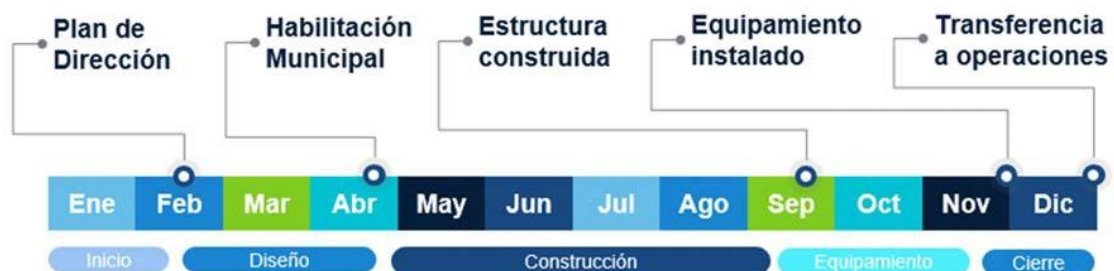 Plan de
Dirección
Habilitación
Municipal
Estructura
construida
Equipamiento
instalado
Transferencia
a operaciones
Ene Feb Mar Abr May Jun Jul Ago Sep Oct Nov Dic
Inicio Diseño Construcción Equipamiento Cierre